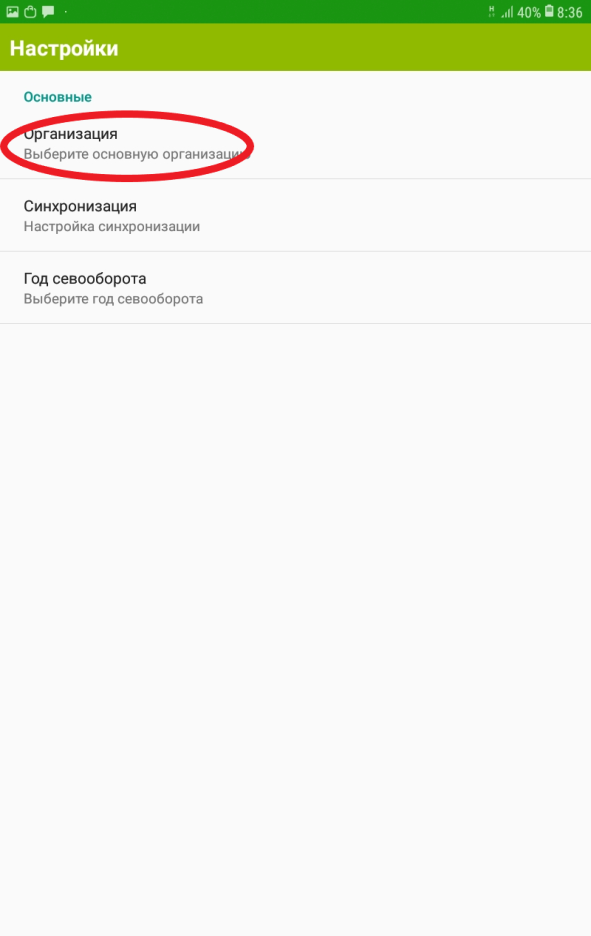 40% 8:36
Настройки
Основные
Организация
Выберите основную организацию
Синхронизация
Настройка синхронизации
Год севооборота
Выберите год севооборота